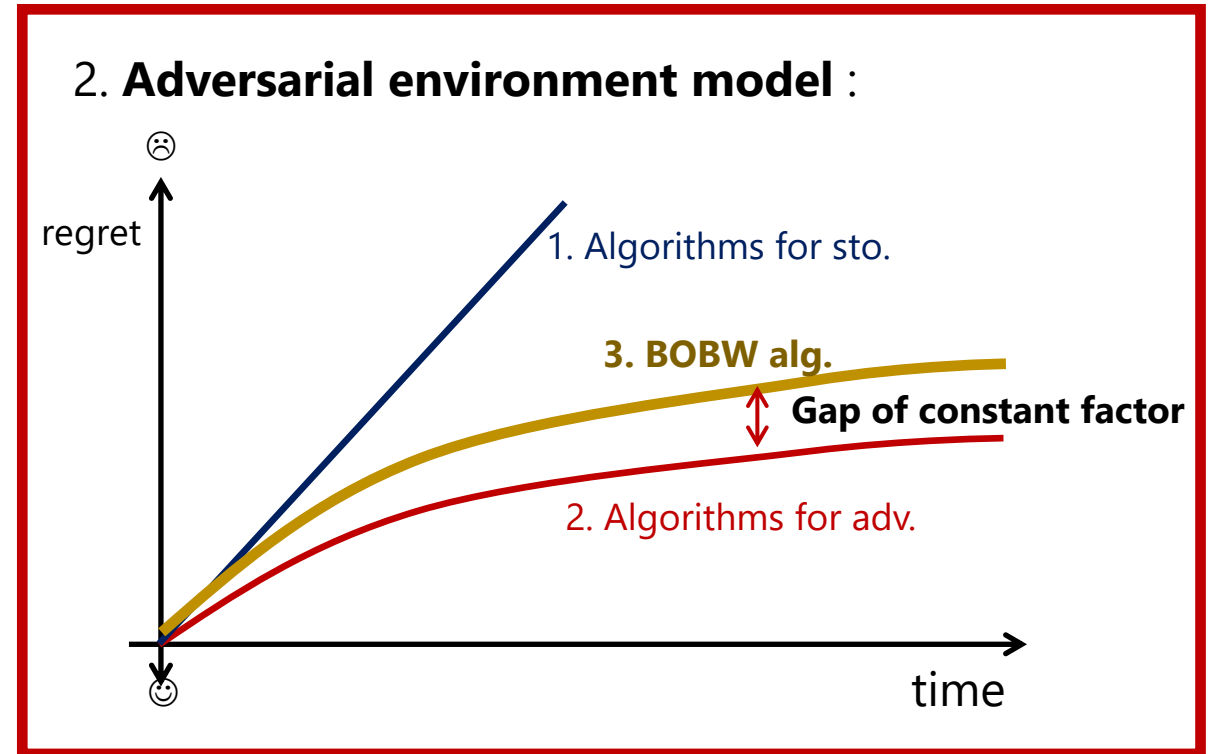 2. Adversarial environment model :
☹
regret
1. Algorithms for sto.
3. BOBW alg.
Gap of constant factor
2. Algorithms for adv.
☺
time